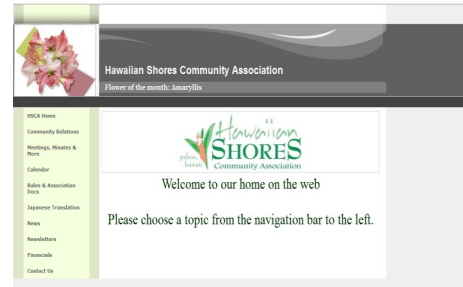 Hawaiian Shores Community Association
Flower of the month: Amaryllis
HSCA Home
Community Relations
Meetings, Minutes &
More
Calendar
Rules & Association
Docs
Japanese Translation
News
Newsletters
Financials
Contact Us
Hawaiian
SHORES
pahoa,
hawaii
Community Association
Welcome to our home on the web
Please choose a topic from the navigation bar to the left.